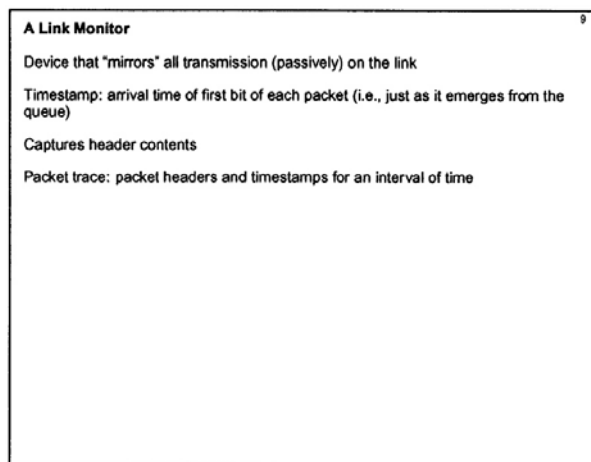 9
A Link Monitor
Device that "mirrors" all transmission (passively) on the link
Timestamp: arrival time of first bit of each packet (i.e., just as it emerges from the
queue)
Captures header contents
Packet trace: packet headers and timestamps for an interval of time